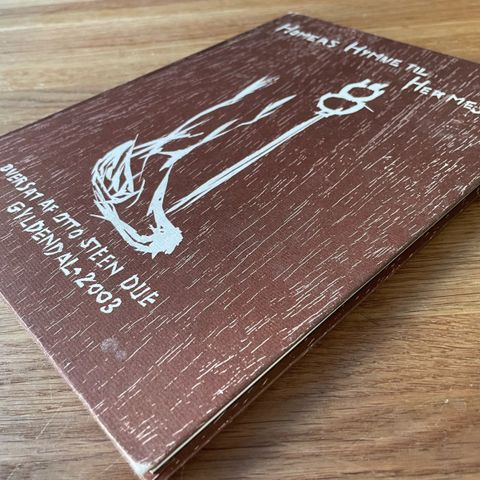 HOMERS HYMNE TIL
HERMES
OVERSAT AF OTTO STEEN DUE
GYLDENDAL, 2003